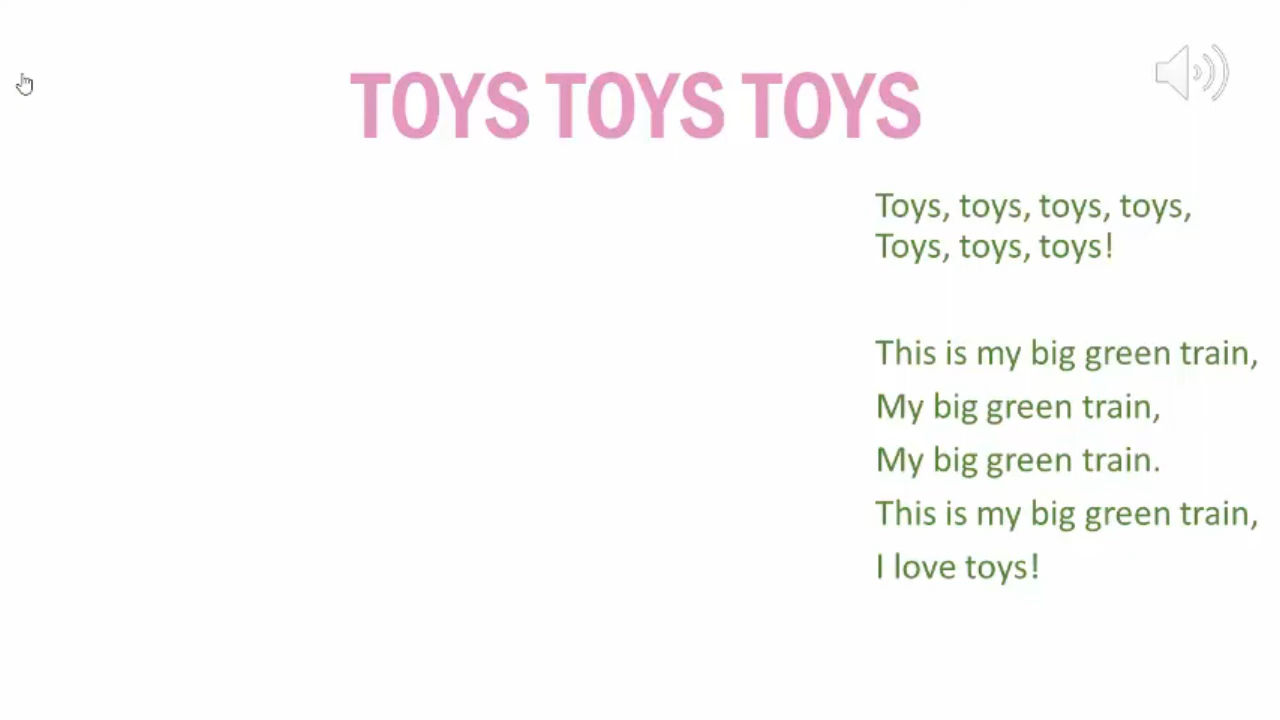 TOYS TOYS TOYS
Toys, toys, toys, toys,
Toys, toys, toys!
This is my big green train,
My big green train,
My big green train.
This is my big green train,
I love toys!